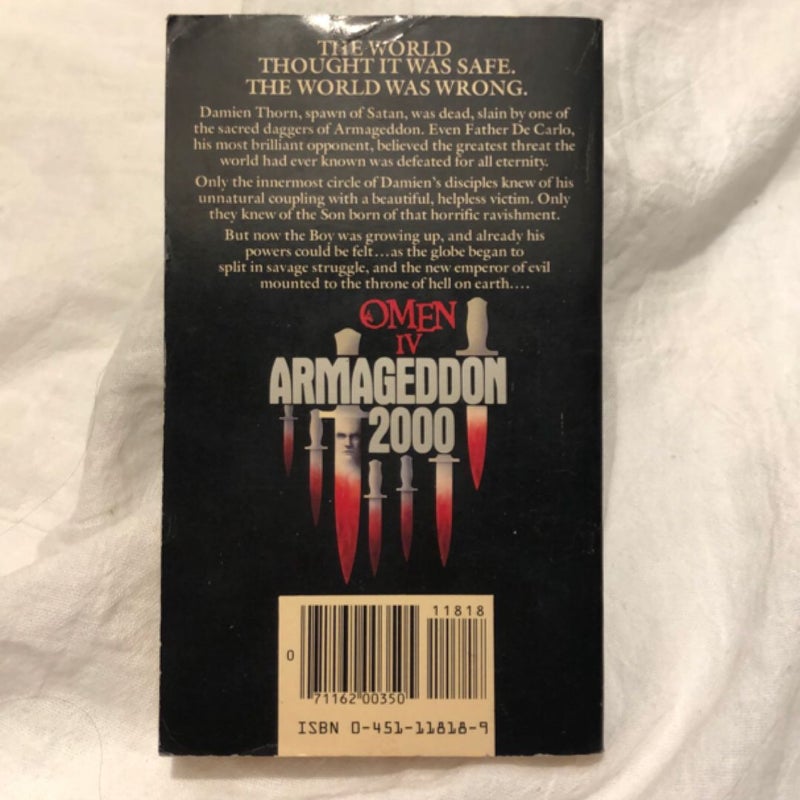 THE WORLD
THOUGHT IT WAS SAFE.
THE WORLD WAS WRONG.
Damien Thorn, spawn of Satan, was dead, slain by one of
the sacred daggers of Armageddon. Even Father De Carlo,
his most brilliant opponent, believed the greatest threat the
world had ever known was defeated for all eternity.
Only the innermost circle of Damien's disciples knew of his
unnatural coupling with a beautiful, helpless victim. Only
they knew of the Son born of that horrific ravishment.
But now the Boy was growing up, and already his
powers could be felt...as the globe began to
split in savage struggle, and the new emperor of evil
mounted to the throne of hell on earth....
OMEN
IV
ARMAGEDDON
2000
11818
0
71162 00350
ISBN 0-451-11818-9